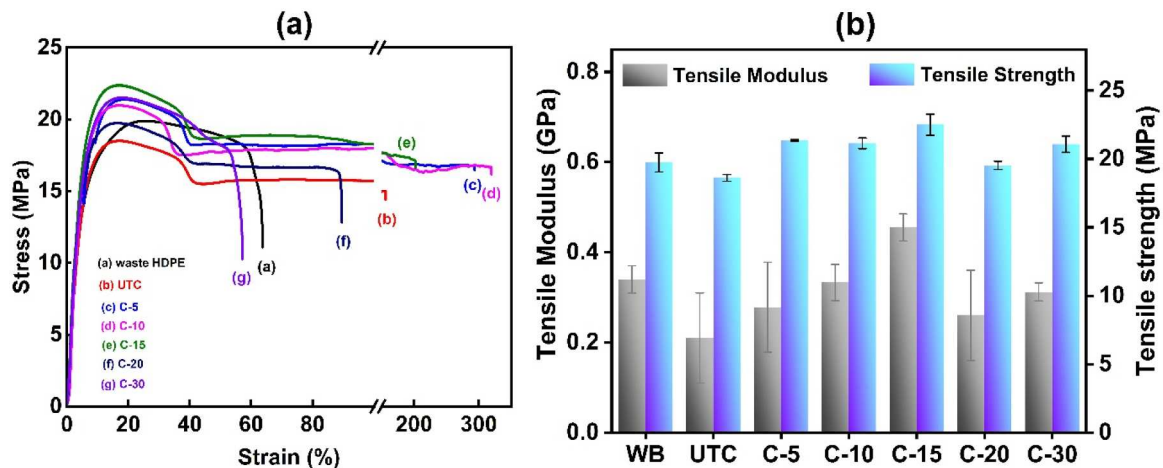 (a)
25
20
15
10
5
0
Stress (MPa)
(e)
(c)
(d)
(b)
(f)
(g)
(a)
(a) waste HDPE
(b) UTC
(c) C-5
(d) C-10
(e) C-15
(f) C-20
(g) C-30
0 20 40 60 80 200 300
Strain (%)
(b)
Tensile Modulus Tensile Strength
0.8
0.6
0.4
0.2
0.0
Tensile Modulus (GPa)
25
20
15
10
5
0
Tensile strength (MPa)
WB UTC C-5 C-10 C-15 C-20 C-30